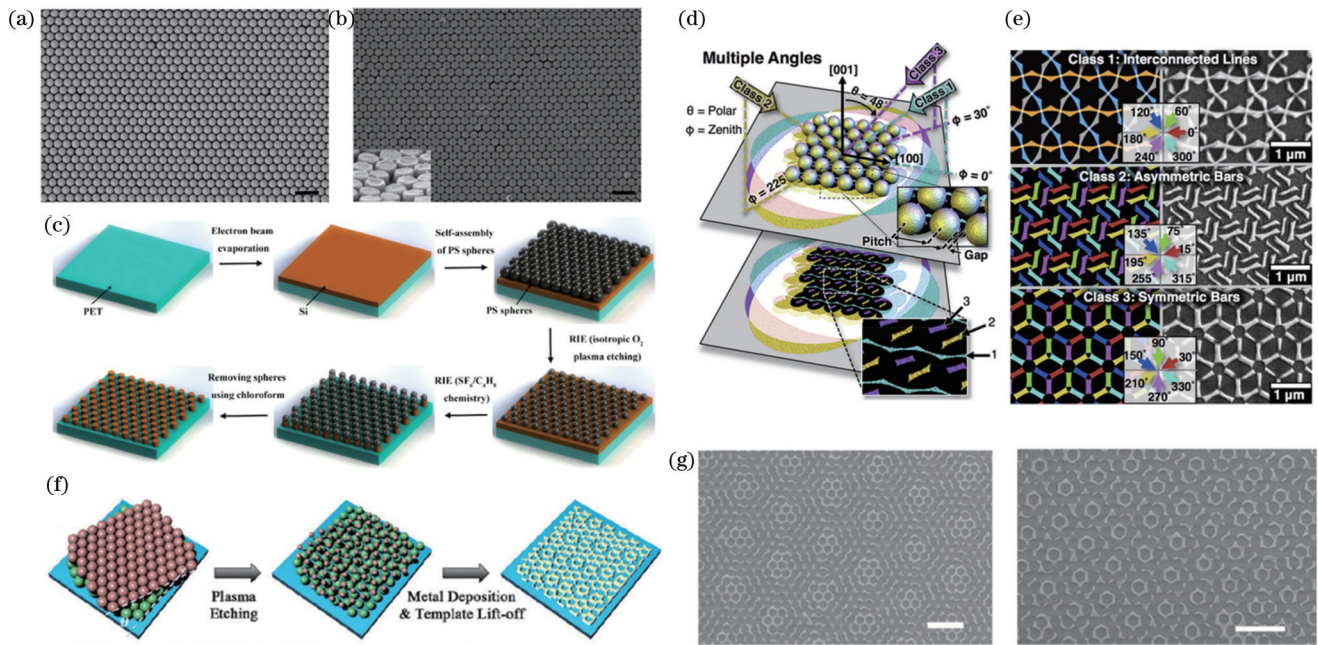 (a)
(b)
(c)
Electron beam
evaporation
Self-assembly
of PS spheres
PET
Si
PS spheres
RIE (isotropic O₂
plasma etching)
Removing spheres
using chloroform
RIE (SF₆/C₄H₈
chemistry)
(d)
Multiple Angles
[001]
Class 3
Class 2
Class 1
θ = 48°
θ = Polar
ϕ = Zenith
ϕ = 30°
[100]
ϕ = 0°
ϕ = 225
Pitch
Gap
3
2
1
(e)
Class 1: Interconnected Lines
120° 60°
180° 0°
240° 300°
1 µm
Class 2: Asymmetric Bars
135° 75
195° 15°
255° 315°
1 µm
Class 3: Symmetric Bars
90°
150° 30°
210° 330°
270°
1 µm
(f)
θ
Plasma
Etching
Metal Deposition
& Template Lift-off
(g)